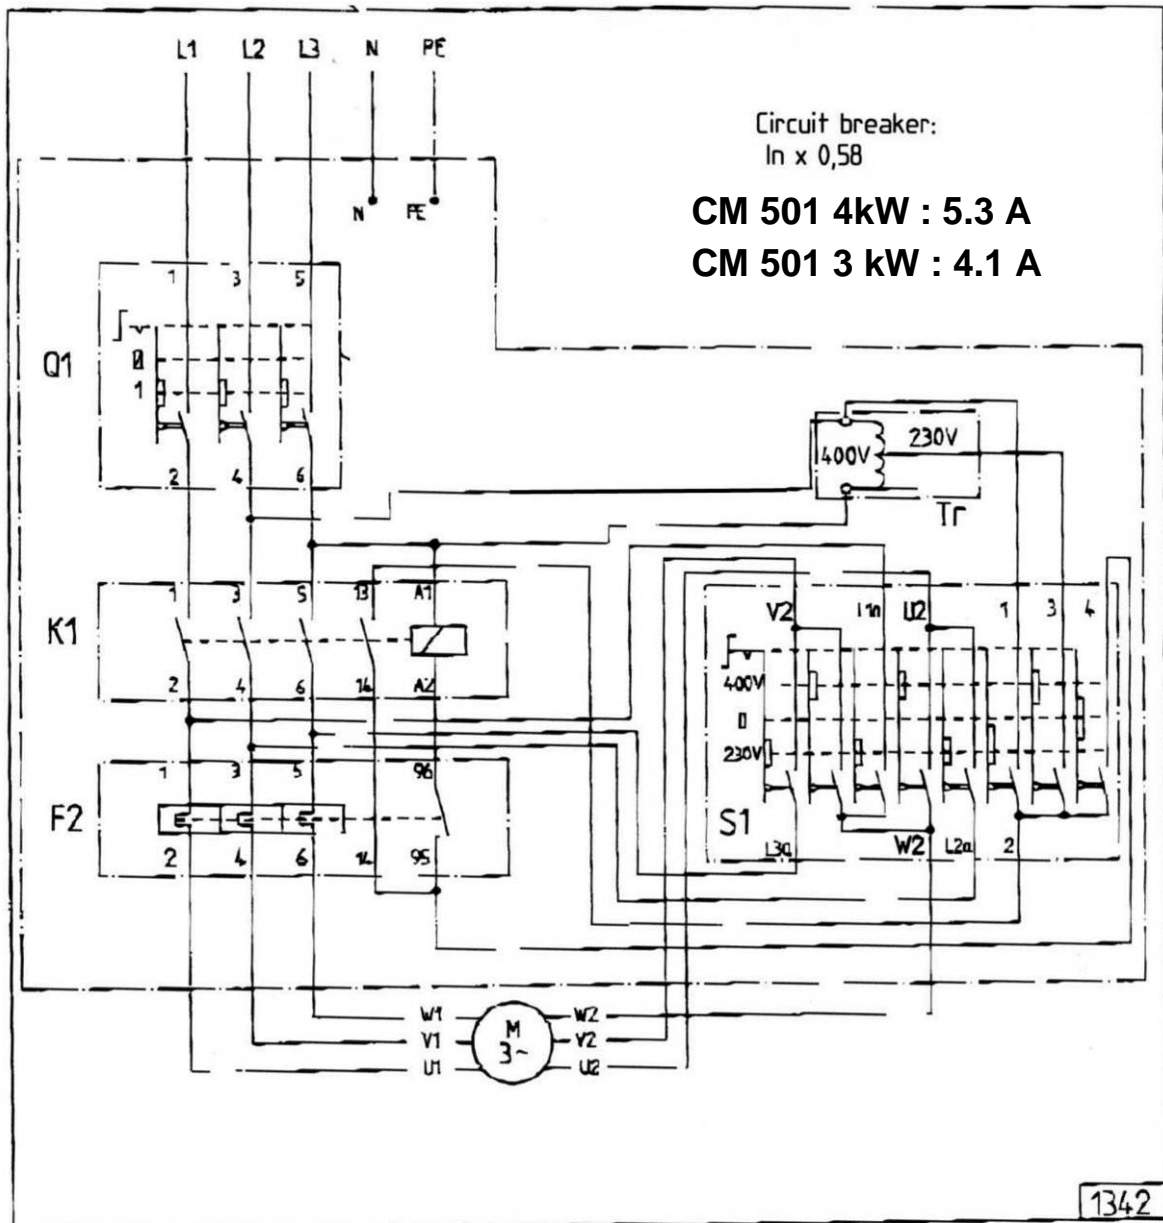 L1 L2 L3 N PE
Circuit breaker:
In x 0,58
CM 501 4kW : 5.3 A
CM 501 3 kW : 4.1 A
N PE
1 3 5
Q1
0
1
2 4 6
400V 230V
Tr
1 3 5 13 A1
K1
2 4 6 14 A2
V2 L1a U2 1 3 4
400V
0
230V
S1
L3a W2 L2a 2
1 3 5 96
F2
2 4 6 14 95
W1 M W2
V1 3~ V2
U1 U2
1342